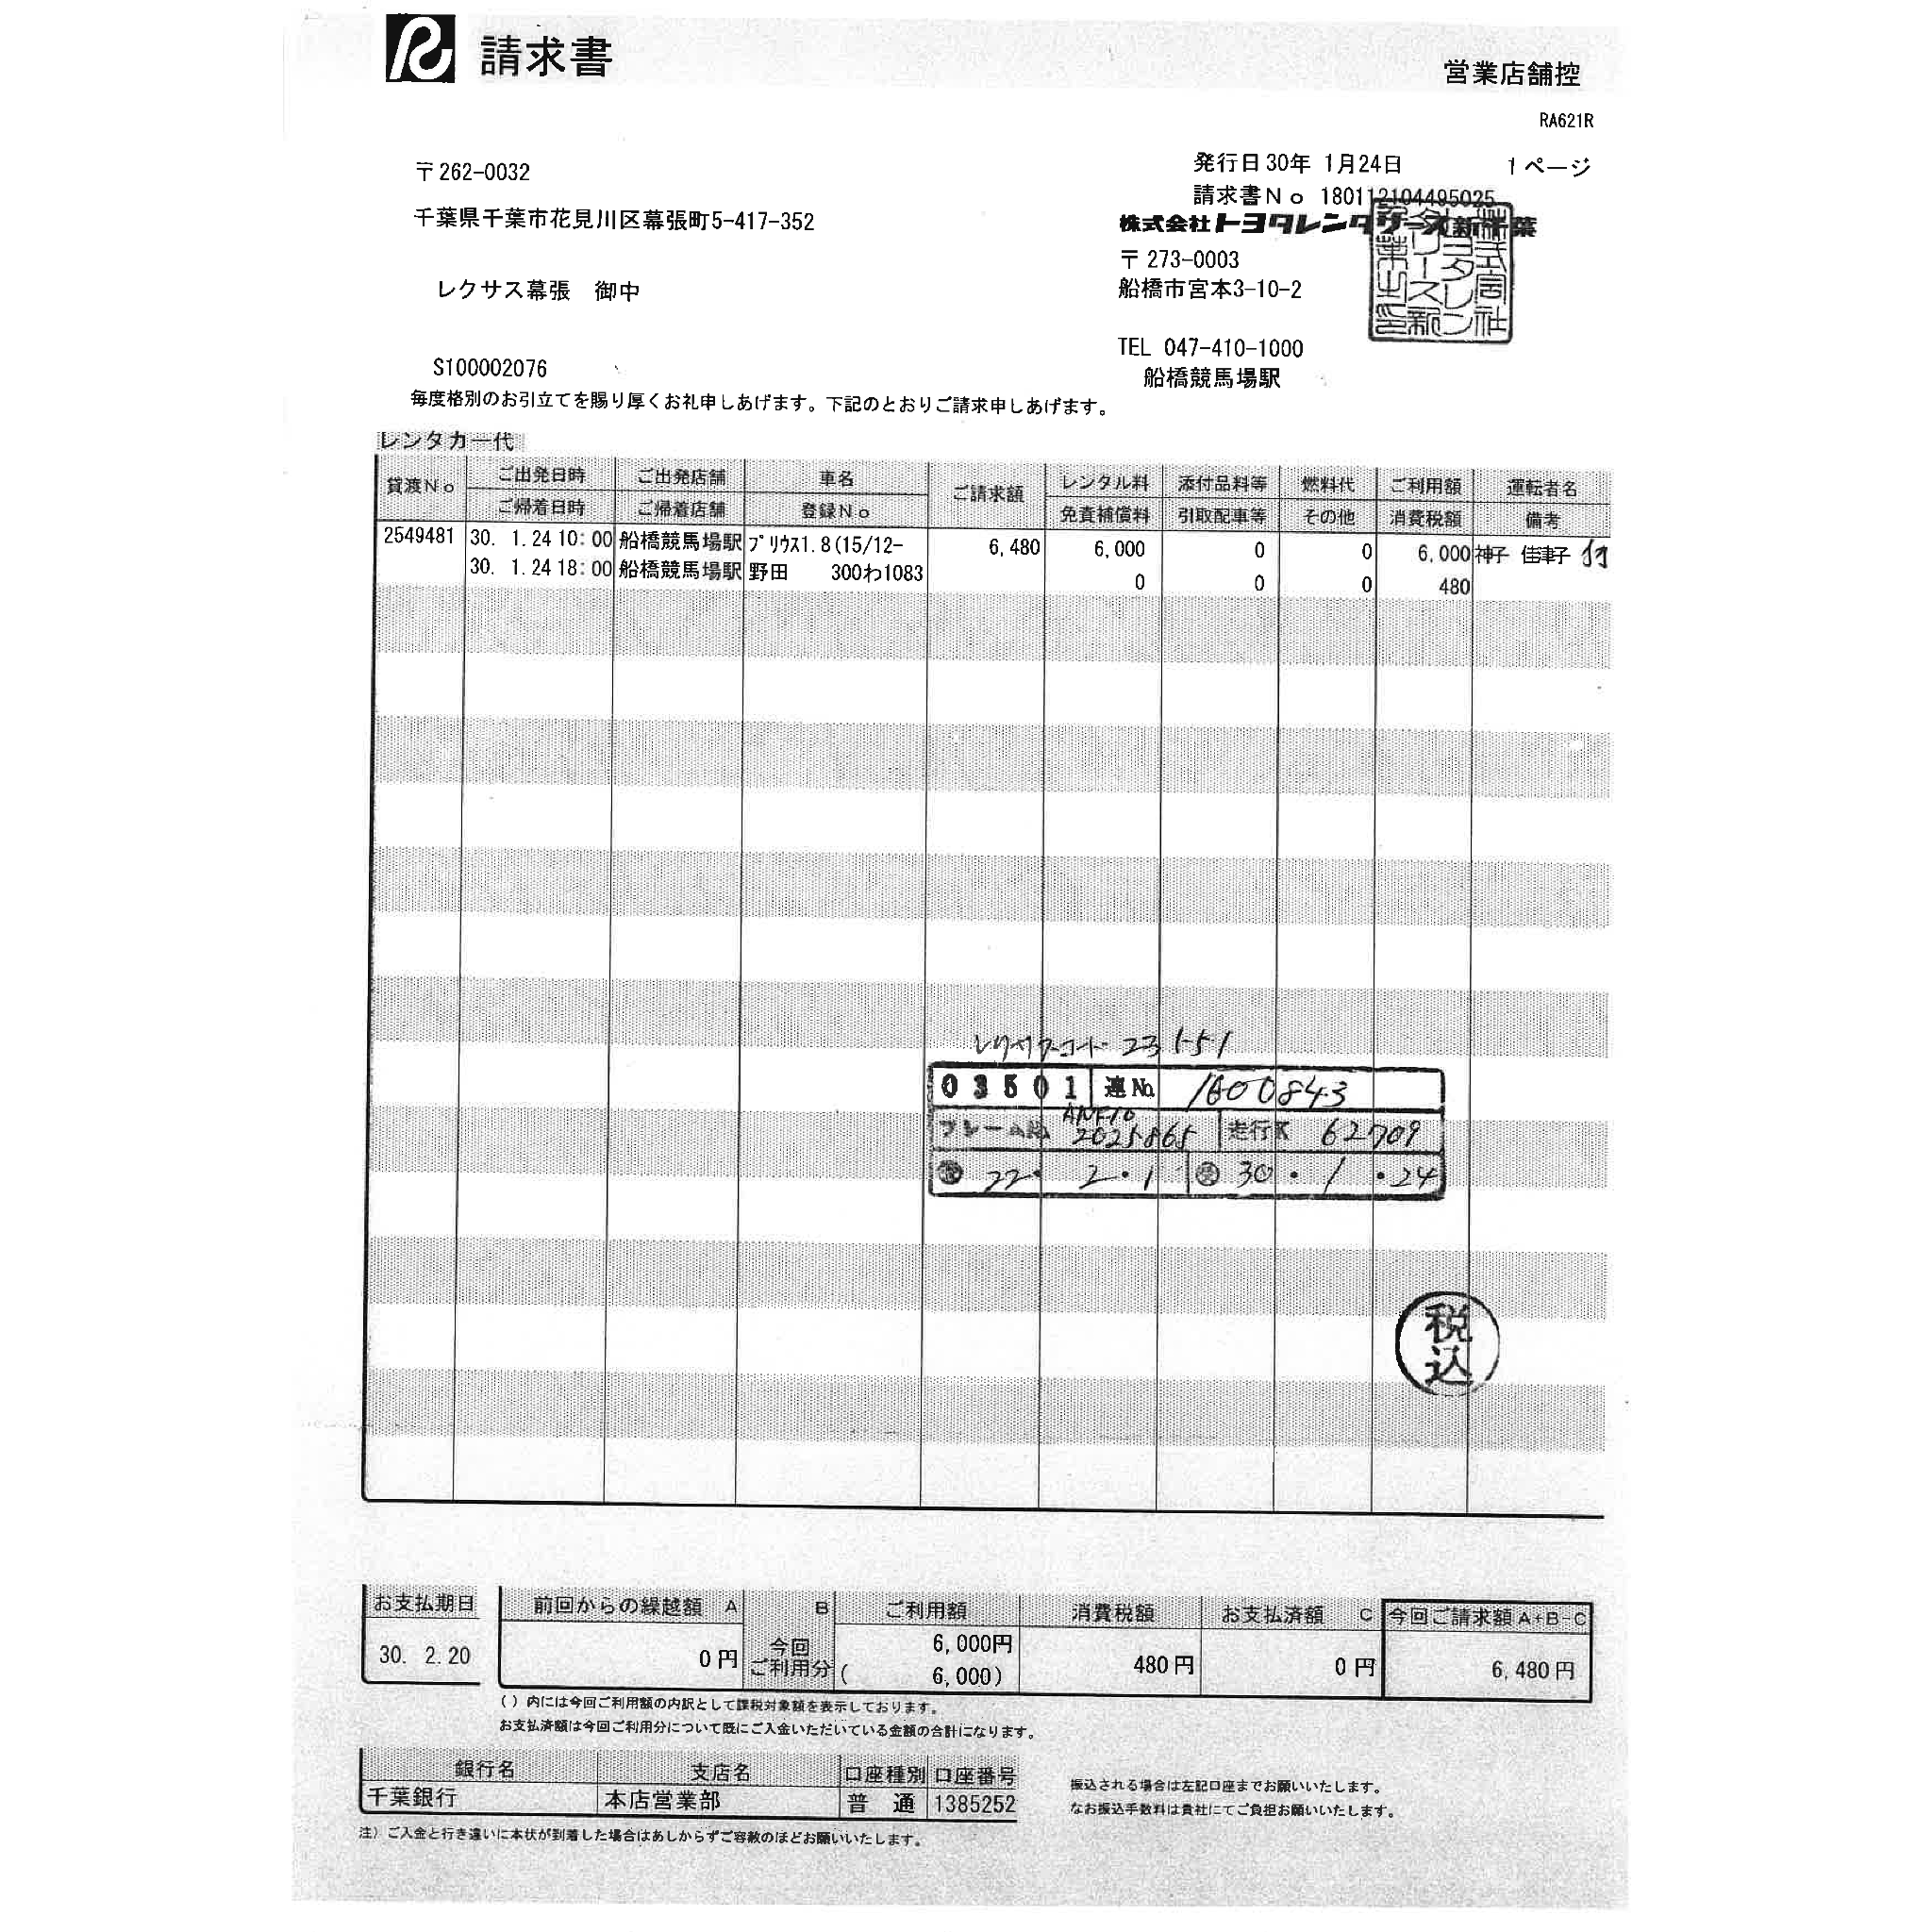 請求書
営業店舗控
RA621R
〒262-0032
発行日30年 1月24日 1ページ
請求書No 180112104495025
千葉県千葉市花見川区幕張町5-417-352
株式会社トヨタレンタリース新千葉
〒273-0003
レクサス幕張 御中
船橋市宮本3-10-2
TEL 047-410-1000
S100002076
船橋競馬場駅
毎度格別のお引立てを賜り厚くお礼申しあげます。下記のとおりご請求申しあげます。
レンタカー代
貸渡No ご出発日時 ご出発店舗 車名 ご請求額 レンタル料 添付品料等 燃料代 ご利用額 運転者名
ご帰着日時 ご帰着店舗 登録No 免責補償料 引取配車等 その他 消費税額 備考
2549481 30. 1.24 10:00 船橋競馬場駅 プリウス1.8(15/12- 6,480 6,000 0 0 6,000 神子 佳津子
30. 1.24 18:00 船橋競馬場駅 野田 300わ1083 0 0 0 480
レクサスコード 23151
03501 連No. 1600843
ANF10
フレームNo. 2025865 走行K 62709
22・2・1 受 30・1・24
税込
お支払期日 前回からの繰越額 A B ご利用額 消費税額 お支払済額 C 今回ご請求額A+B-C
30. 2.20 0円 今回ご利用分 6,000円 480円 0円 6,480円
( 6,000)
( ) 内には今回ご利用額の内訳として課税対象額を表示しております。
お支払済額は今回ご利用分について既にご入金いただいている金額の合計になります。
銀行名 支店名 口座種別 口座番号
千葉銀行 本店営業部 普 通 1385252
振込される場合は左記口座までお願いいたします。
なお振込手数料は貴社にてご負担お願いいたします。
注) ご入金と行き違いに本状が到着した場合はあしからずご容赦のほどお願いいたします。